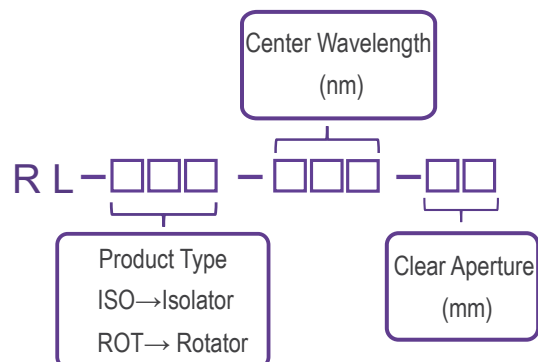 Center Wavelength
(nm)
R L – □□□ – □□□ – □□
Product Type
ISO→Isolator
ROT→ Rotator
Clear Aperture
(mm)